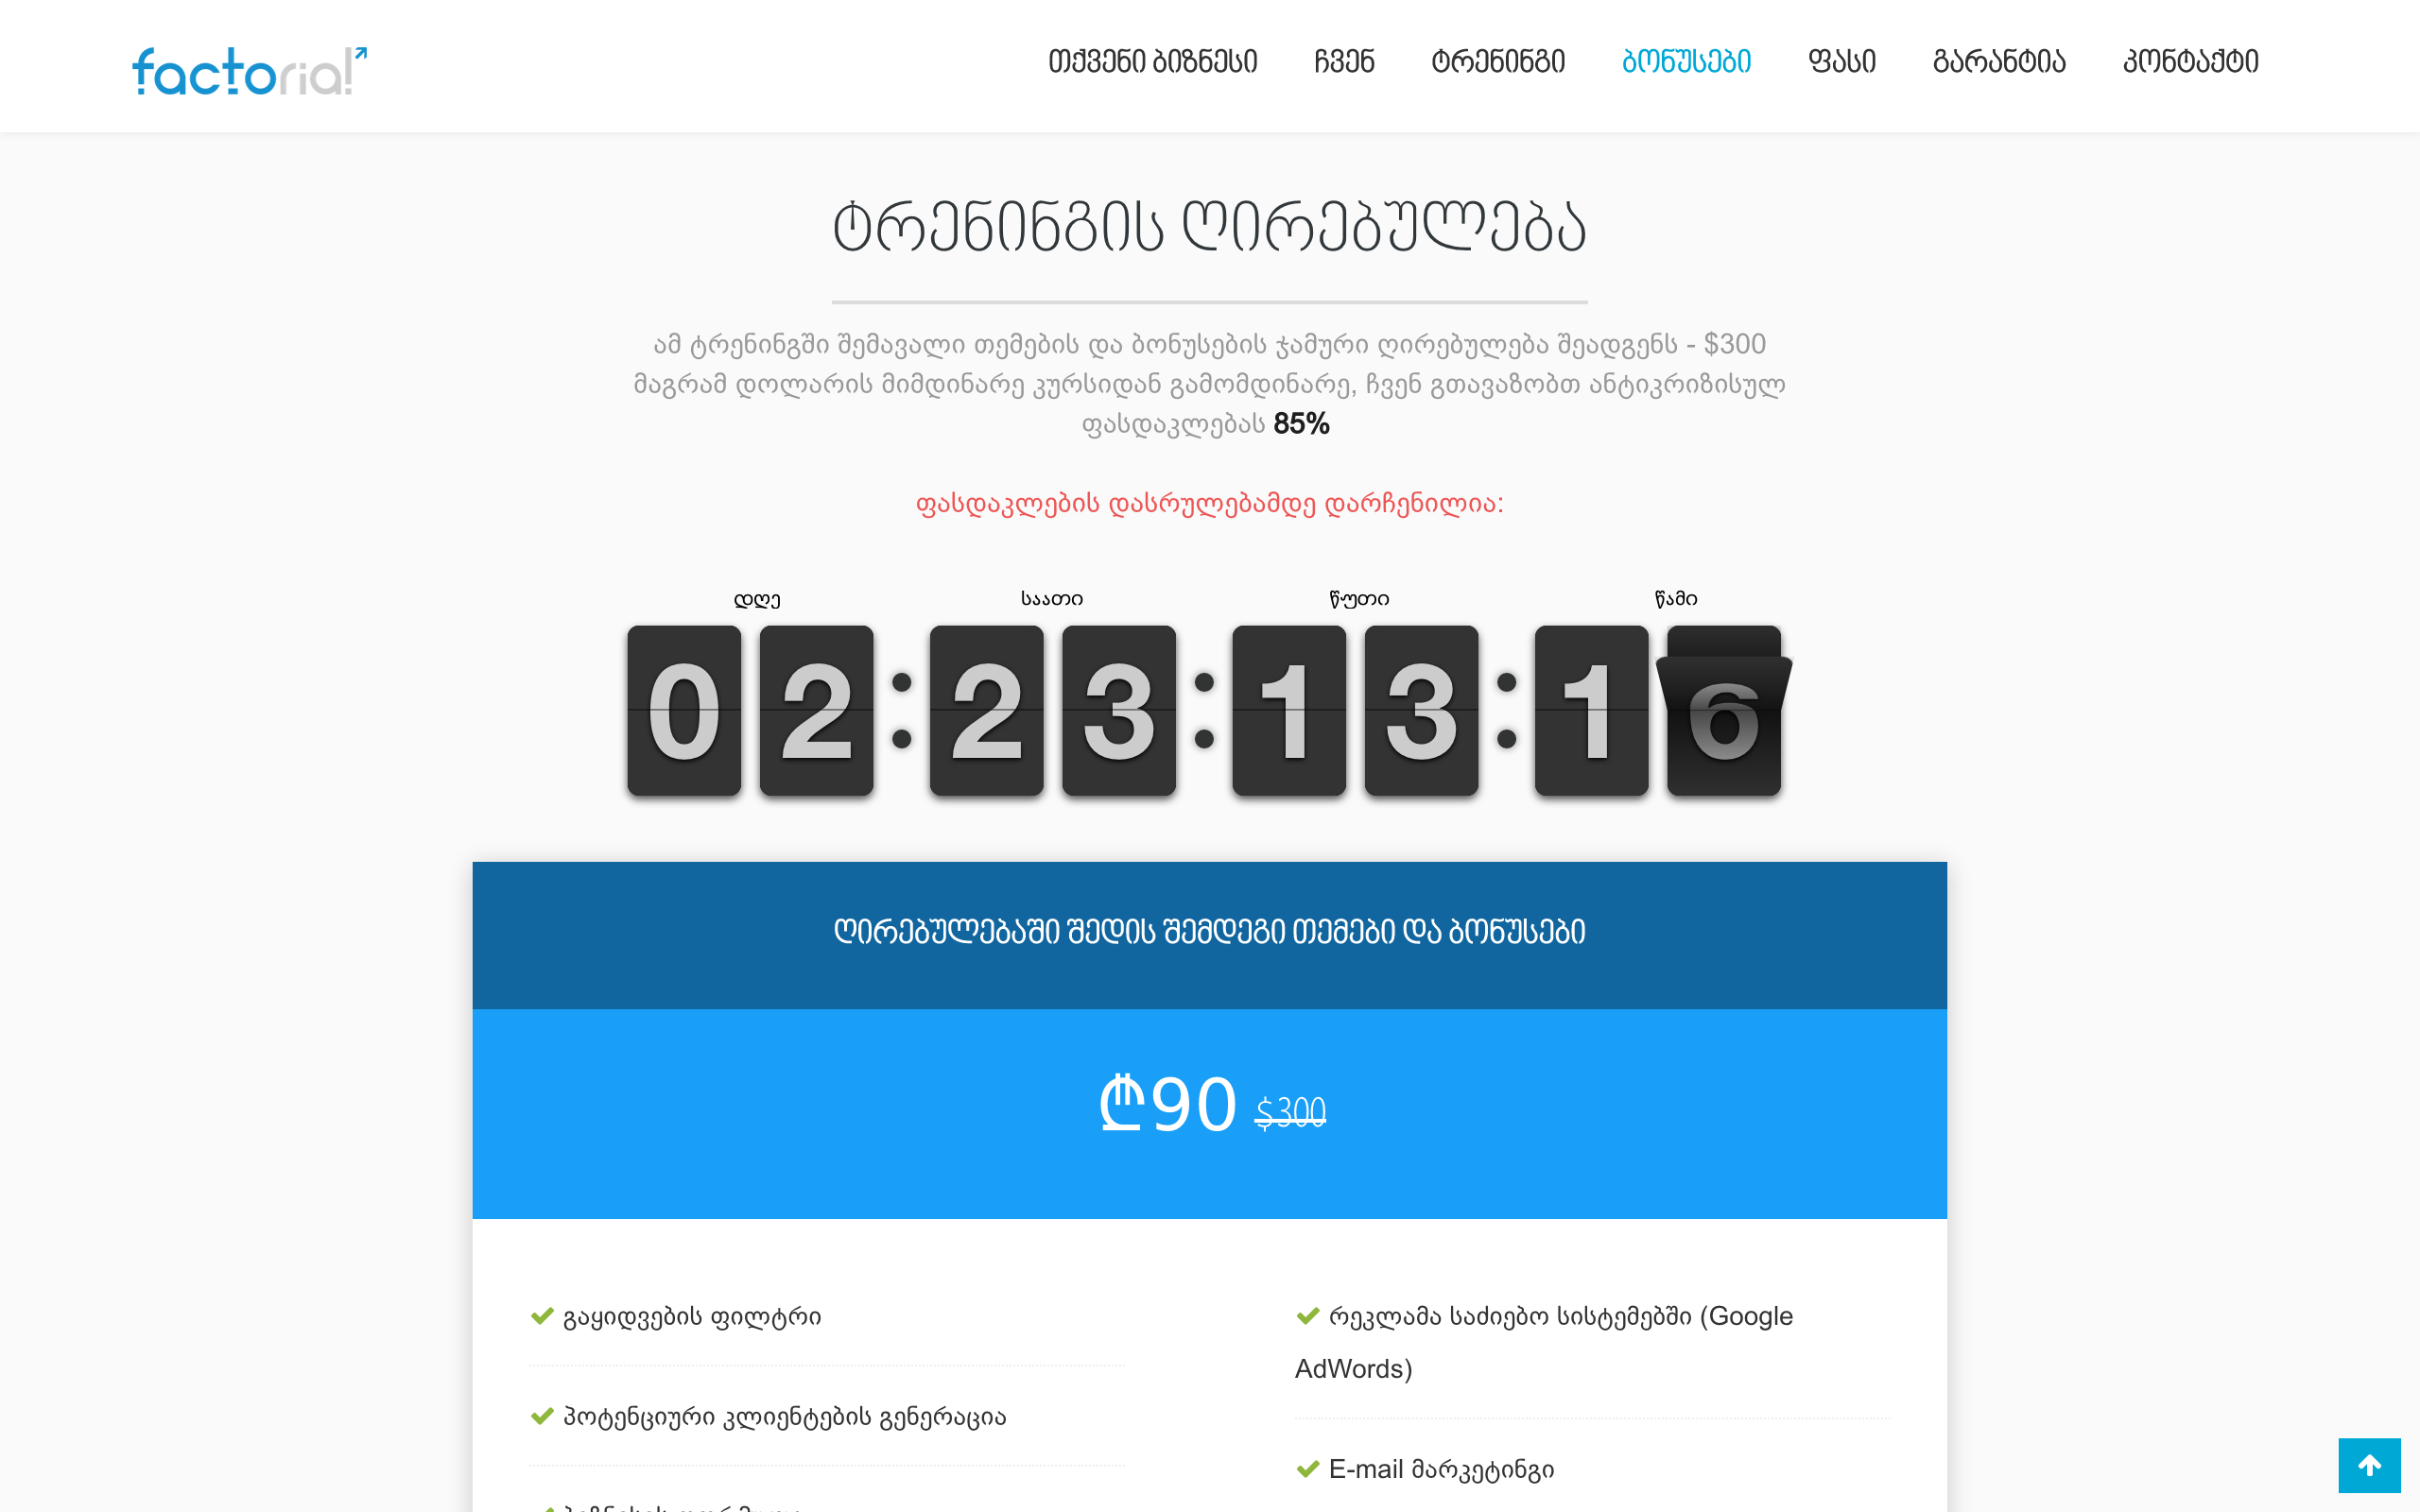 factorial
თქვენი ბიზნესი ჩვენ ტრენინგი ბონუსები ფასი გარანტია კონტაქტი
ტრენინგის ღირებულება
ამ ტრენინგში შემავალი თემების და ბონუსების ჯამური ღირებულება შეადგენს - $300
მაგრამ დოლარის მიმდინარე კურსიდან გამომდინარე, ჩვენ გთავაზობთ ანტიკრიზისულ
ფასდაკლებას 85%
ფასდაკლების დასრულებამდე დარჩენილია:
დღე საათი წუთი წამი
02:23:13:16
ღირებულებაში შედის შემდეგი თემები და ბონუსები
₾90 $300
გაყიდვების ფილტრი
პოტენციური კლიენტების გენერაცია
რეკლამა საძიებო სისტემებში (Google
AdWords)
E-mail მარკეტინგი